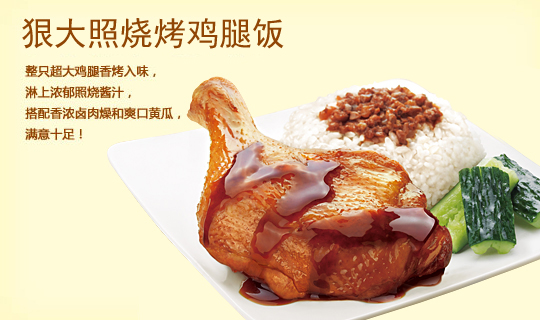 狠大照烧烤鸡腿饭
整只超大鸡腿香烤入味，
淋上浓郁照烧酱汁，
搭配香浓卤肉燥和爽口黄瓜，
满意十足！